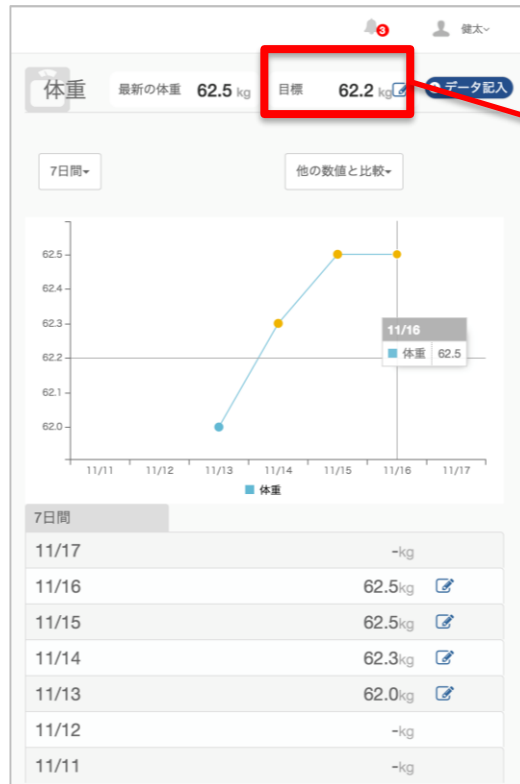 3 健太
体重 最新の体重 62.5 kg 目標 62.2 kg データ記入
7日間 他の数値と比較
62.5
62.4
62.3
11/16
体重 62.5
62.2
62.1
62.0
11/11 11/12 11/13 11/14 11/15 11/16 11/17
体重
7日間
11/17 -kg
11/16 62.5kg
11/15 62.5kg
11/14 62.3kg
11/13 62.0kg
11/12 -kg
11/11 -kg